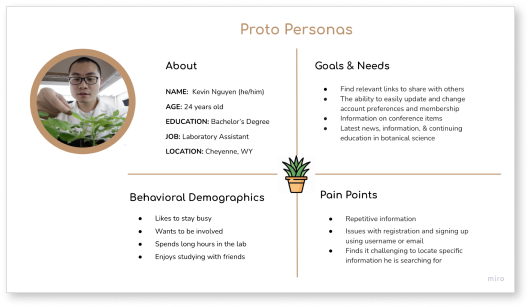 Proto Personas
About
NAME: Kevin Nguyen (he/him)
AGE: 24 years old
EDUCATION: Bachelor's Degree
JOB: Laboratory Assistant
LOCATION: Cheyenne, WY
Goals & Needs
● Find relevant links to share with others
● The ability to easily update and change
account preferences and membership
● Information on conference items
● Latest news, information, & continuing
education in botanical science
Behavioral Demographics
● Likes to stay busy
● Wants to be involved
● Spends long hours in the lab
● Enjoys studying with friends
Pain Points
● Repetitive information
● Issues with registration and signing up
using username or email
● Finds it challenging to locate specific
information he is searching for
miro